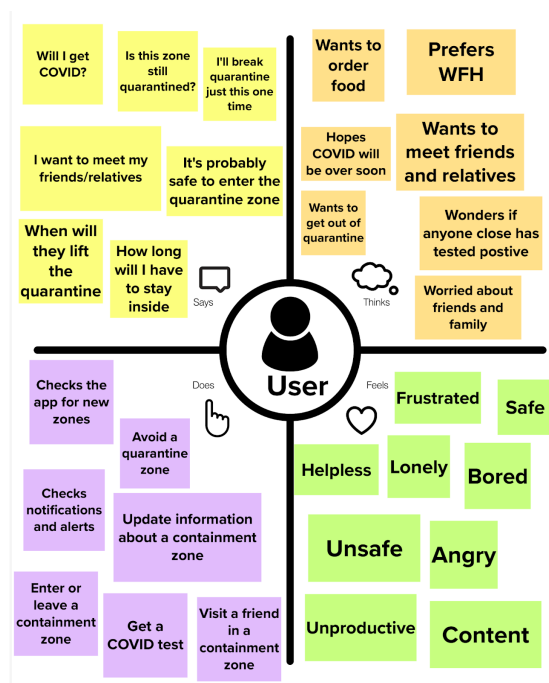 Will I get
COVID?
Is this zone
still
quarantined?
I'll break
quarantine
just this one
time
I want to meet my
friends/relatives
It's probably
safe to enter the
quarantine zone
When will
they lift
the
quarantine
How long
will I have
to stay
inside
Says
Wants to
order
food
Prefers
WFH
Hopes
COVID will
be over soon
Wants to
meet friends
and relatives
Wants to
get out of
quarantine
Wonders if
anyone close has
tested postive
Worried about
friends and
family
Thinks
User
Does
Checks the
app for new
zones
Avoid a
quarantine
zone
Checks
notifications
and alerts
Update information
about a containment
zone
Enter or
leave a
containment
zone
Get a
COVID test
Visit a friend
in a
containment
zone
Feels
Frustrated
Safe
Helpless
Lonely
Bored
Unsafe
Angry
Unproductive
Content